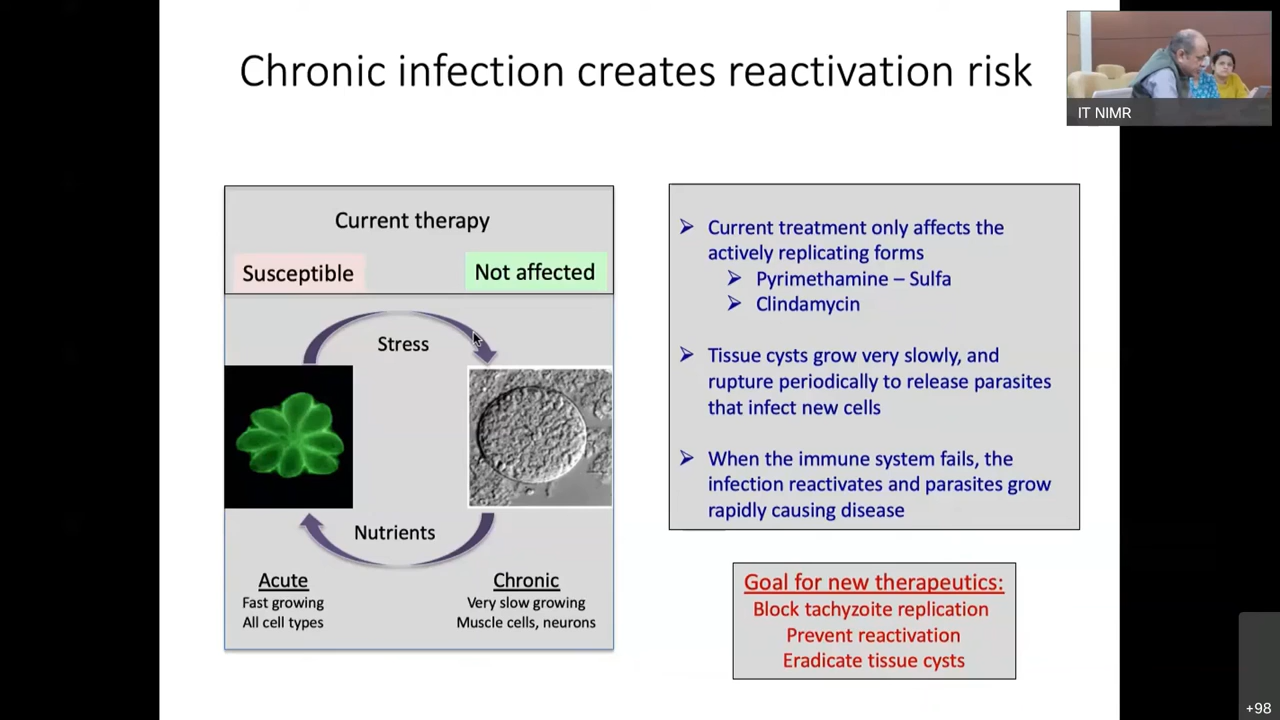 Chronic infection creates reactivation risk
IT NIMR
Current therapy
Susceptible
Not affected
Stress
Nutrients
Acute
Fast growing
All cell types
Chronic
Very slow growing
Muscle cells, neurons
➢ Current treatment only affects the
actively replicating forms
➢ Pyrimethamine – Sulfa
➢ Clindamycin
➢ Tissue cysts grow very slowly, and
rupture periodically to release parasites
that infect new cells
➢ When the immune system fails, the
infection reactivates and parasites grow
rapidly causing disease
Goal for new therapeutics:
Block tachyzoite replication
Prevent reactivation
Eradicate tissue cysts
+98